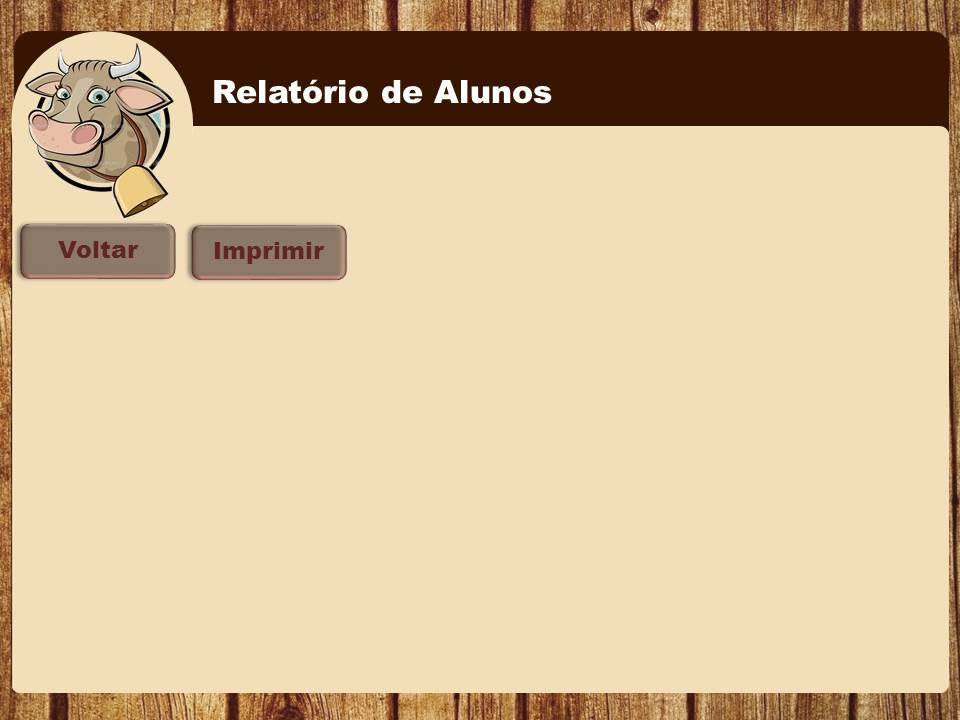 Relatório de Alunos
Voltar
Imprimir